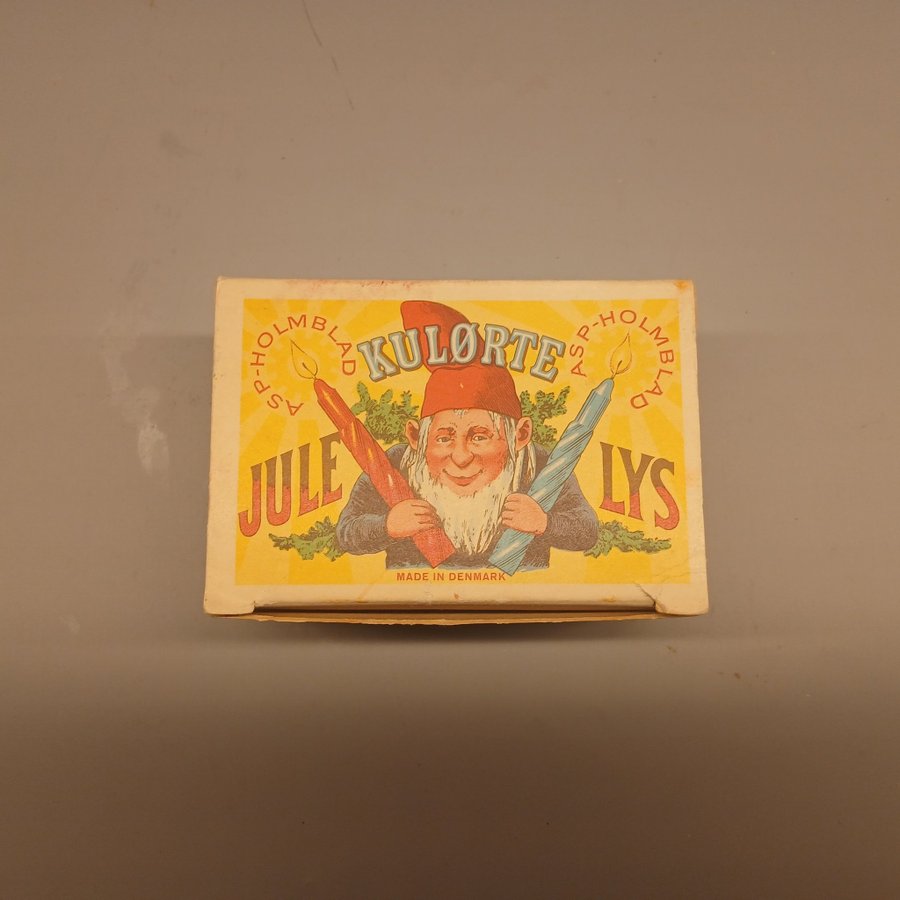 ASP-HOLMBLAD
KULØRTE
ASP-HOLMBLAD
JULE
LYS
MADE IN DENMARK